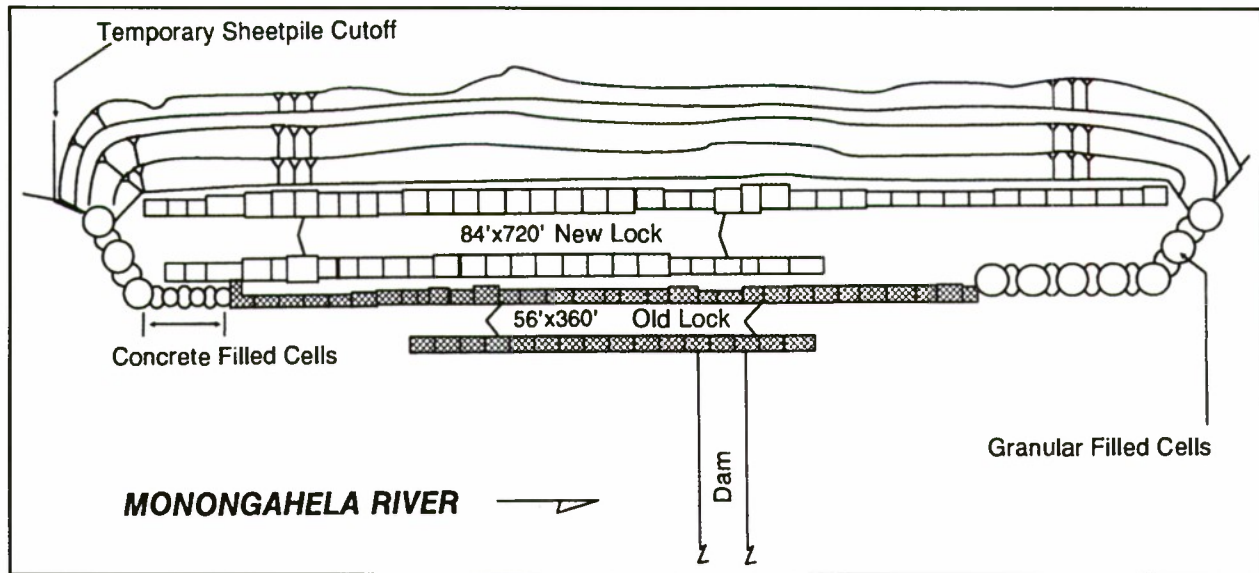 Temporary Sheetpile Cutoff
84'x720' New Lock
56'x360' Old Lock
Concrete Filled Cells
Granular Filled Cells
Dam
MONONGAHELA RIVER